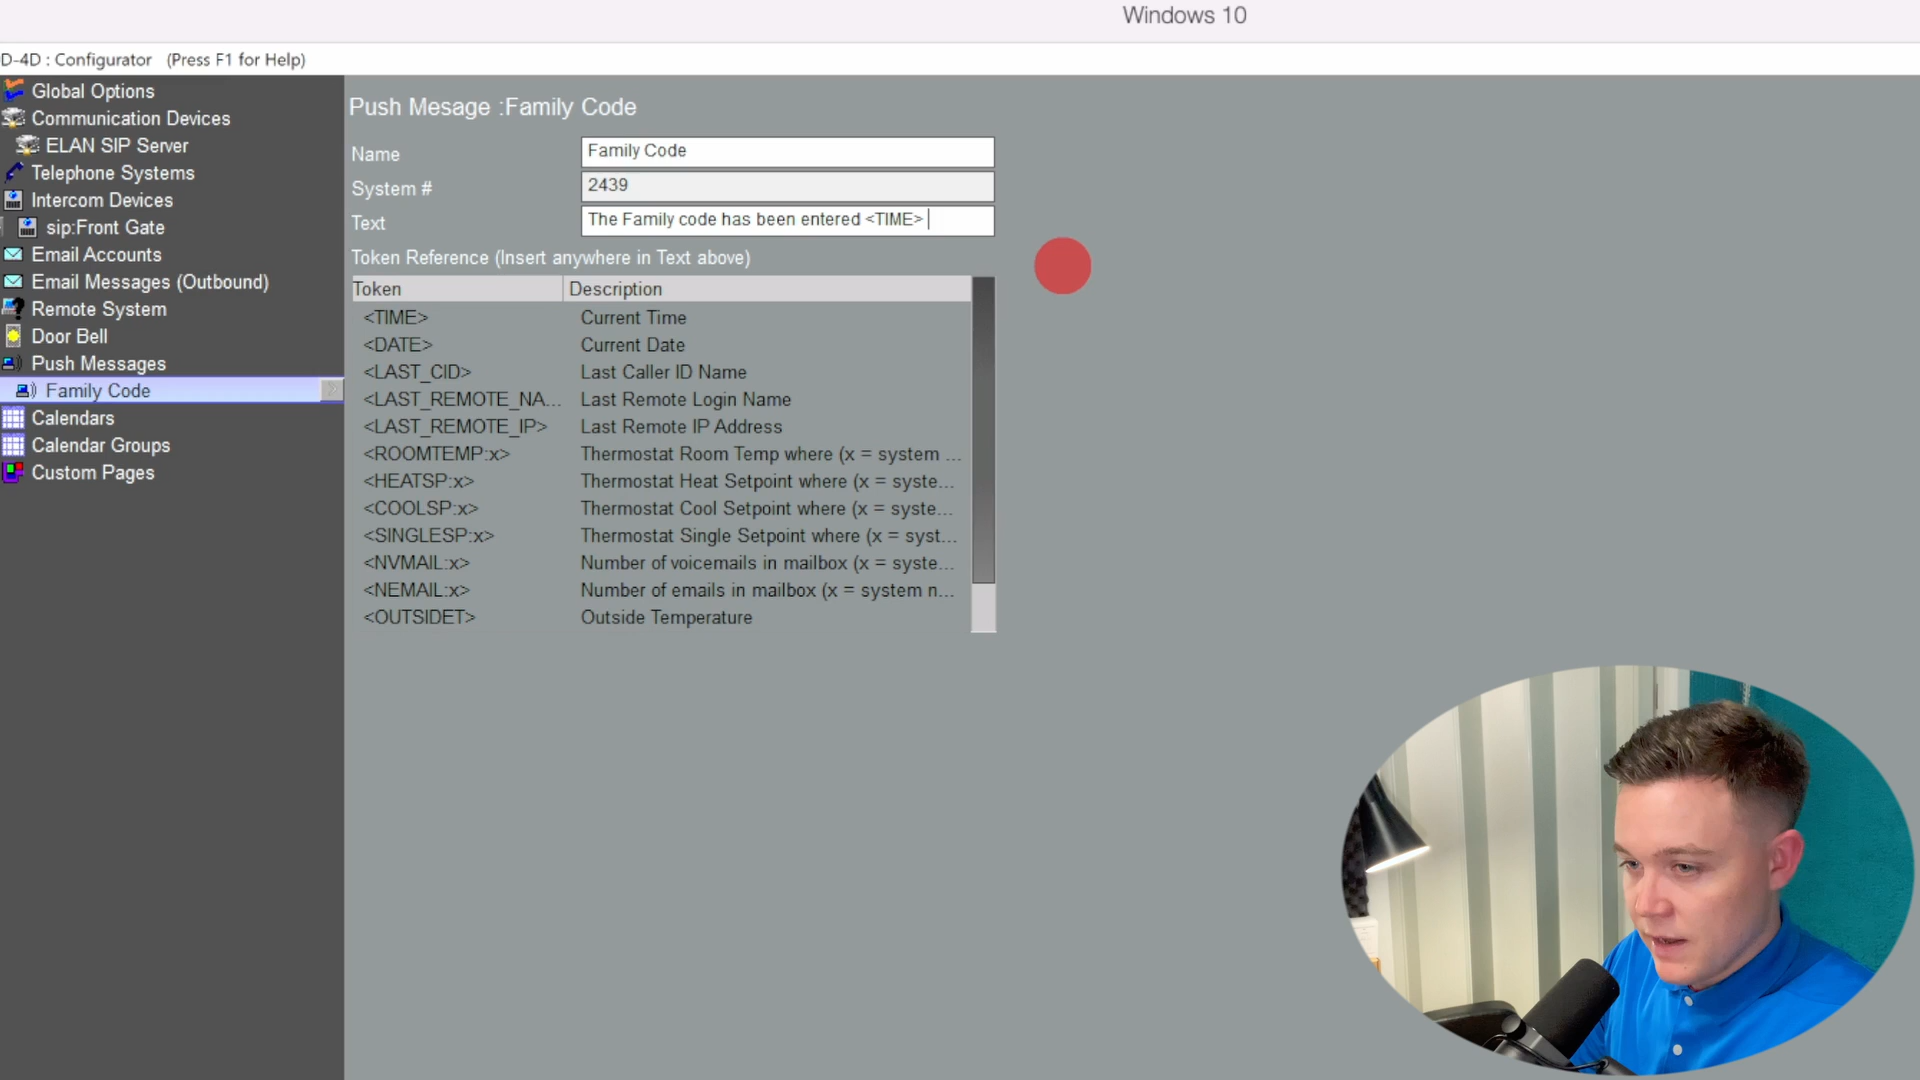 Windows 10
D-4D : Configurator (Press F1 for Help)
Global Options
Communication Devices
ELAN SIP Server
Telephone Systems
Intercom Devices
sip:Front Gate
Email Accounts
Email Messages (Outbound)
Remote System
Door Bell
Push Messages
Family Code
Calendars
Calendar Groups
Custom Pages
Push Mesage :Family Code
Name Family Code
System # 2439
Text The Family code has been entered <TIME>
Token Reference (Insert anywhere in Text above)
Token Description
<TIME> Current Time
<DATE> Current Date
<LAST_CID> Last Caller ID Name
<LAST_REMOTE_NA... Last Remote Login Name
<LAST_REMOTE_IP> Last Remote IP Address
<ROOMTEMP:x> Thermostat Room Temp where (x = system ...
<HEATSP:x> Thermostat Heat Setpoint where (x = syste...
<COOLSP:x> Thermostat Cool Setpoint where (x = syste...
<SINGLESP:x> Thermostat Single Setpoint where (x = syst...
<NVMAIL:x> Number of voicemails in mailbox (x = syste...
<NEMAIL:x> Number of emails in mailbox (x = system n...
<OUTSIDET> Outside Temperature